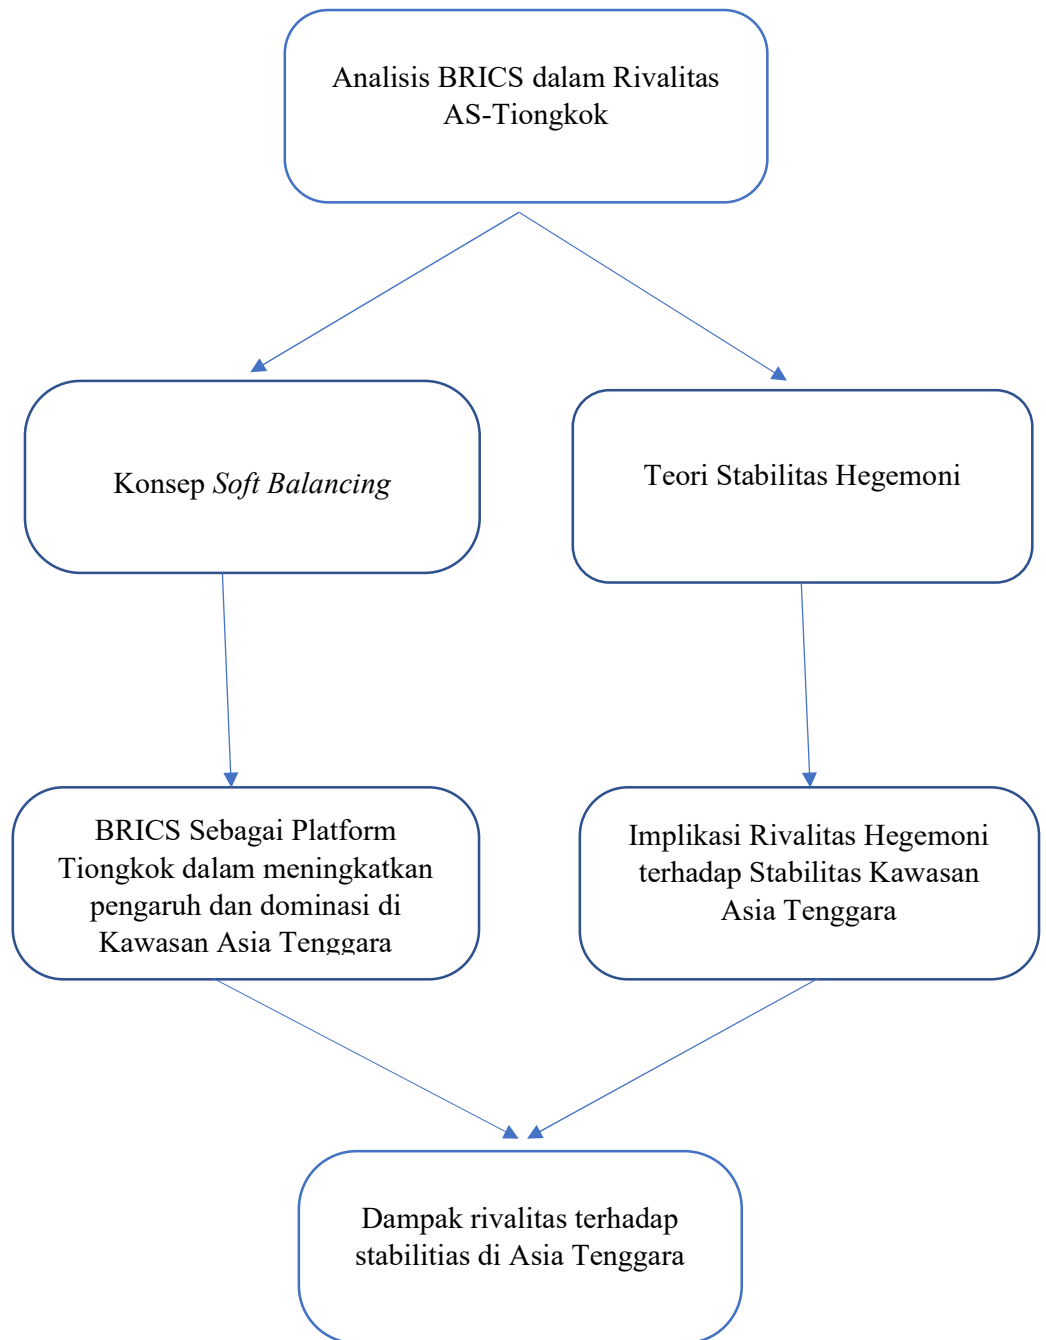 Analisis BRICS dalam Rivalitas
AS-Tiongkok
Konsep Soft Balancing
Teori Stabilitas Hegemoni
BRICS Sebagai Platform
Tiongkok dalam meningkatkan
pengaruh dan dominasi di
Kawasan Asia Tenggara
Implikasi Rivalitas Hegemoni
terhadap Stabilitas Kawasan
Asia Tenggara
Dampak rivalitas terhadap
stabilitias di Asia Tenggara